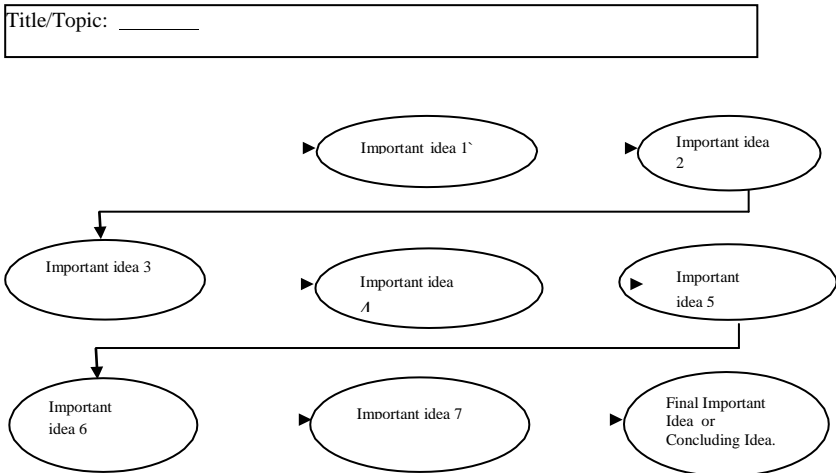 Title/Topic: ________
Important idea 1`
Important idea
2
Important idea 3
Important idea
4
Important
idea 5
Important
idea 6
Important idea 7
Final Important
Idea or
Concluding Idea.